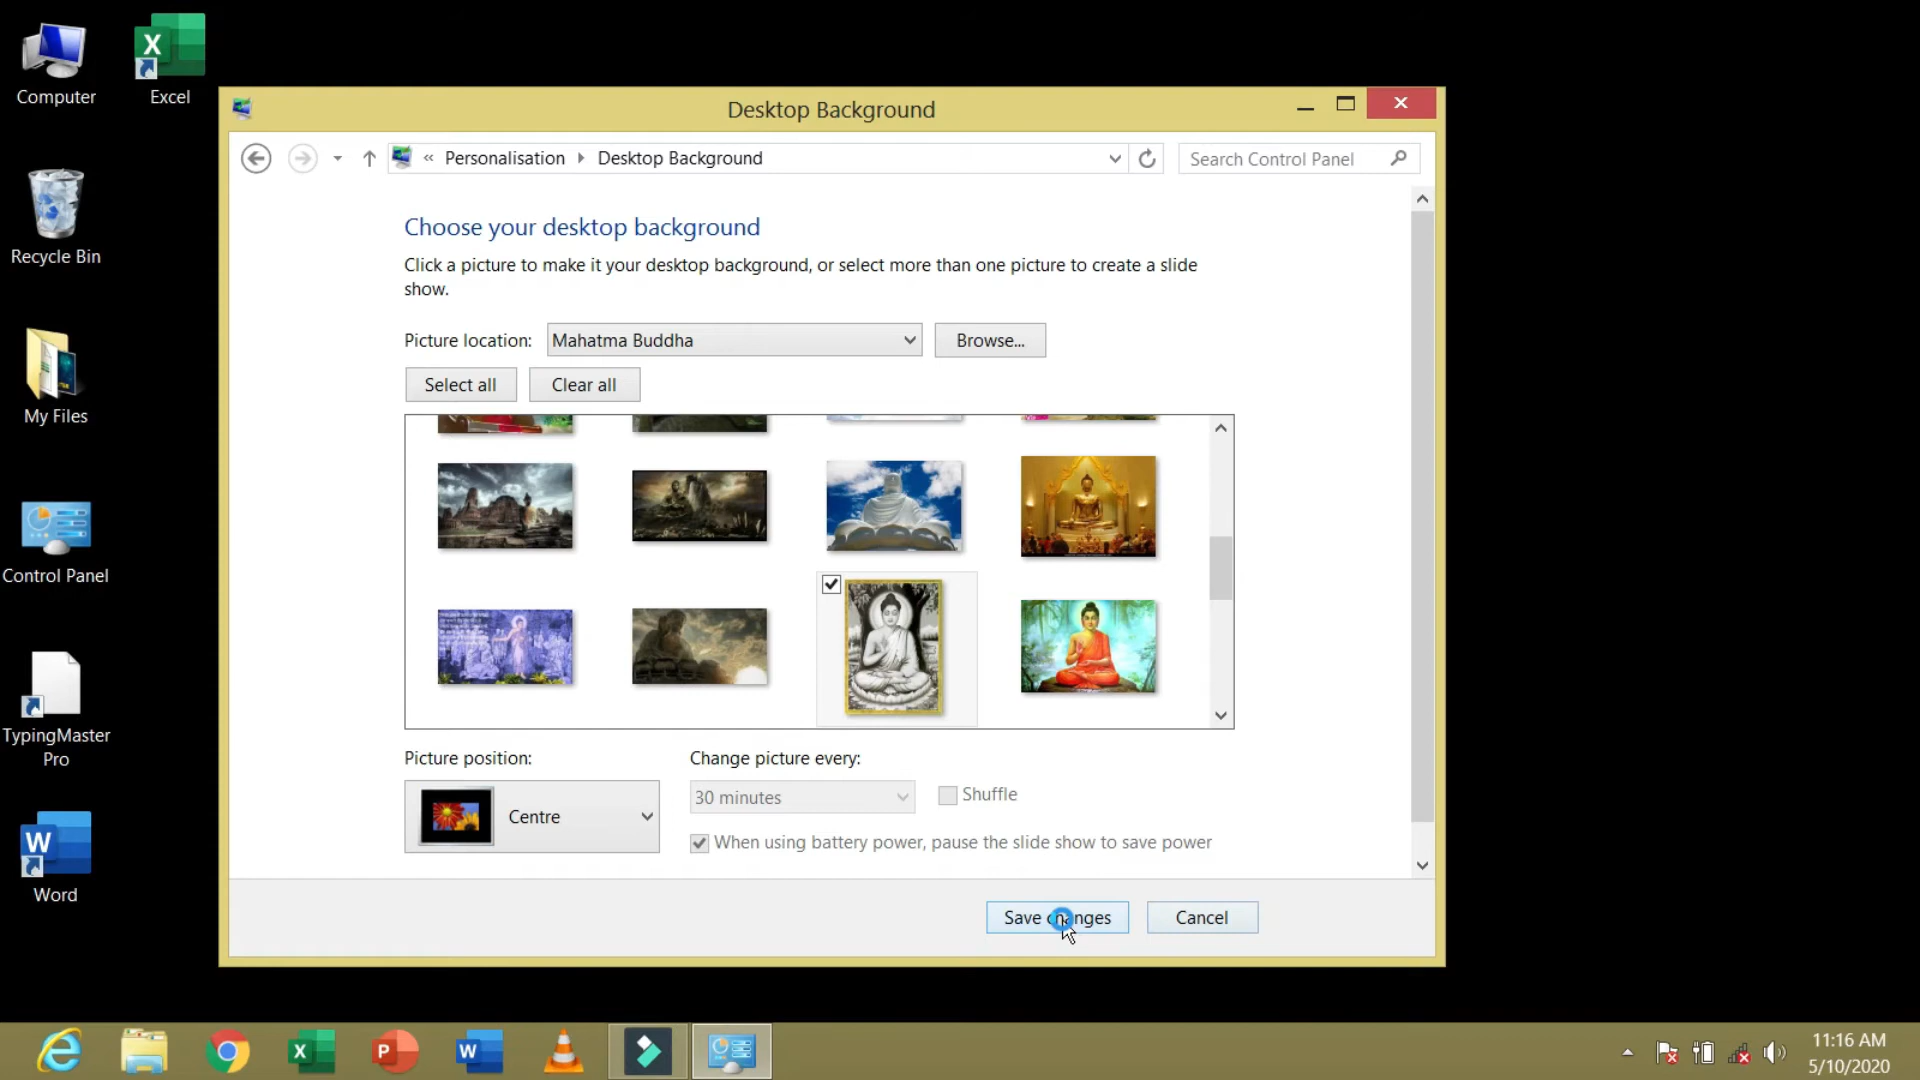 Computer
Excel
Recycle Bin
My Files
Control Panel
TypingMaster
Pro
Word
Desktop Background
« Personalisation Desktop Background
Search Control Panel
Choose your desktop background
Click a picture to make it your desktop background, or select more than one picture to create a slide
show.
Picture location: Mahatma Buddha Browse...
Select all Clear all
Picture position: Change picture every:
Centre 30 minutes Shuffle
When using battery power, pause the slide show to save power
Save changes Cancel
11:16 AM
5/10/2020